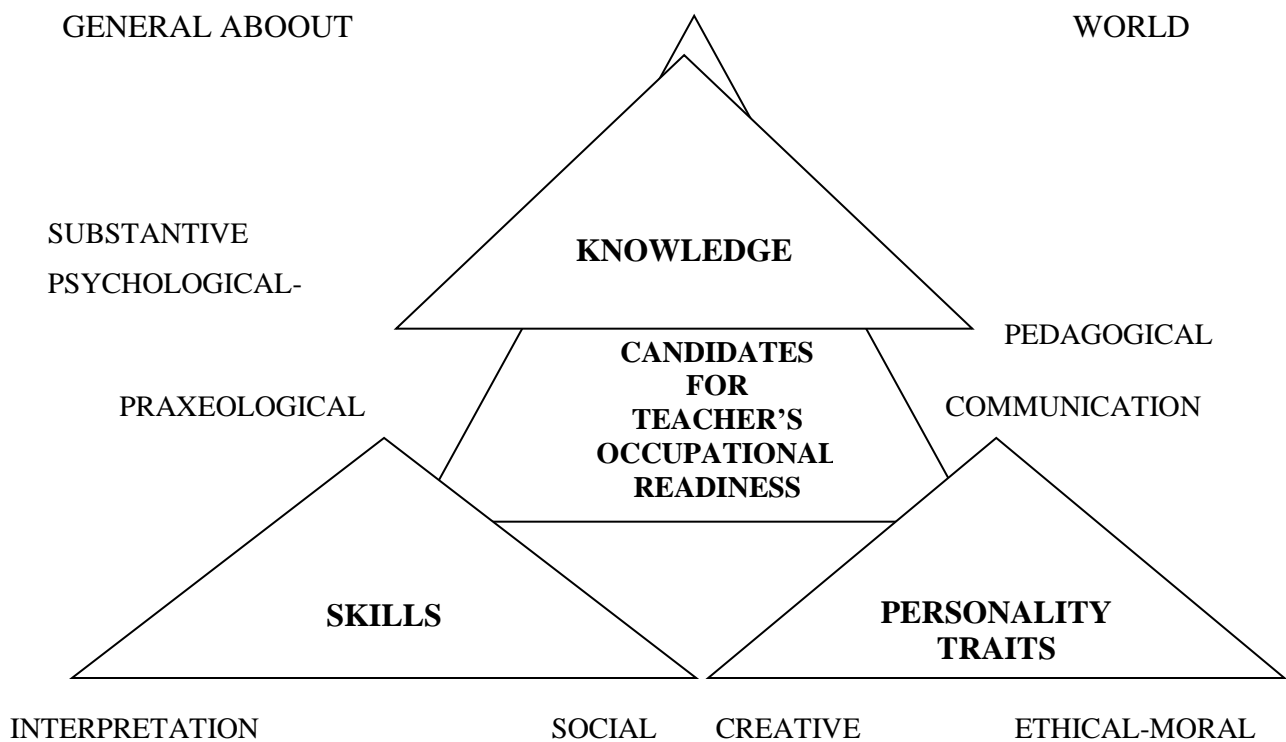 GENERAL ABOOUT WORLD
SUBSTANTIVE
KNOWLEDGE
PSYCHOLOGICAL-
PEDAGOGICAL
CANDIDATES
FOR
TEACHER'S
OCCUPATIONAL
READINESS
PRAXEOLOGICAL
COMMUNICATION
SKILLS
PERSONALITY
TRAITS
INTERPRETATION SOCIAL CREATIVE ETHICAL-MORAL